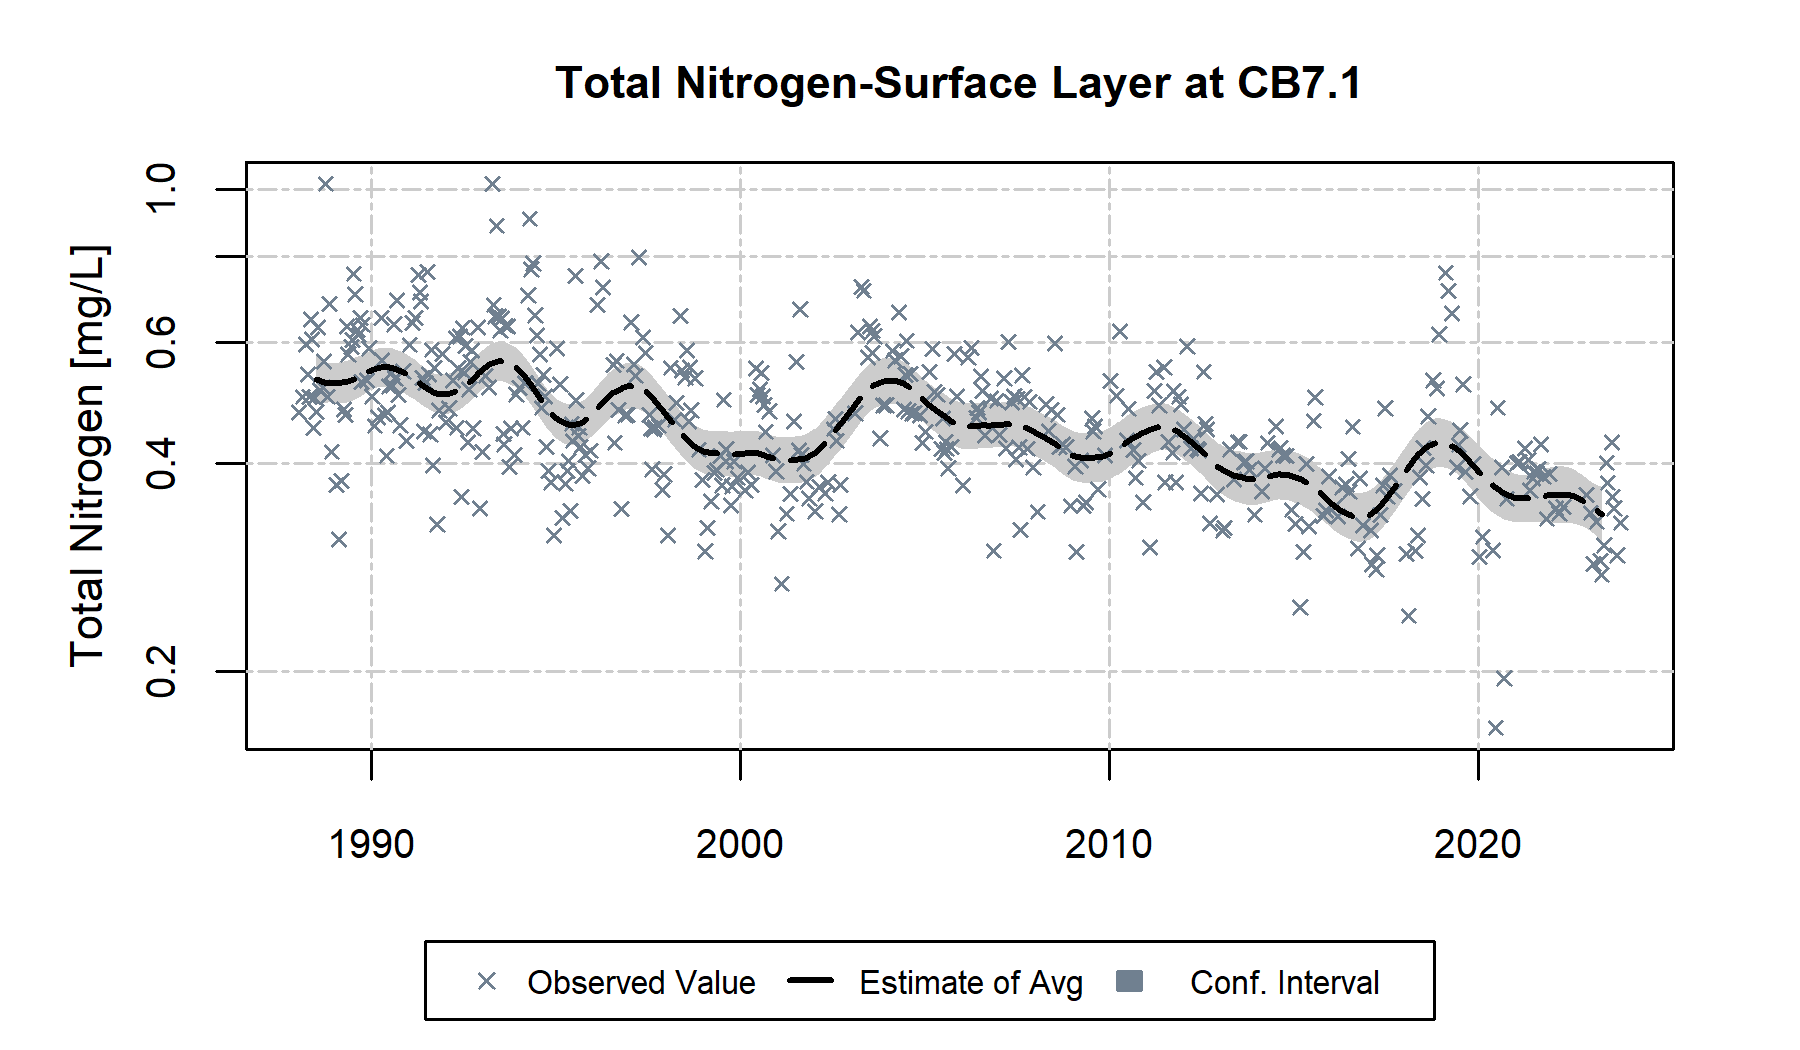 Total Nitrogen-Surface Layer at CB7.1
Total Nitrogen [mg/L]
1.0
0.6
0.4
0.2
1990 2000 2010 2020
Observed Value Estimate of Avg Conf. Interval